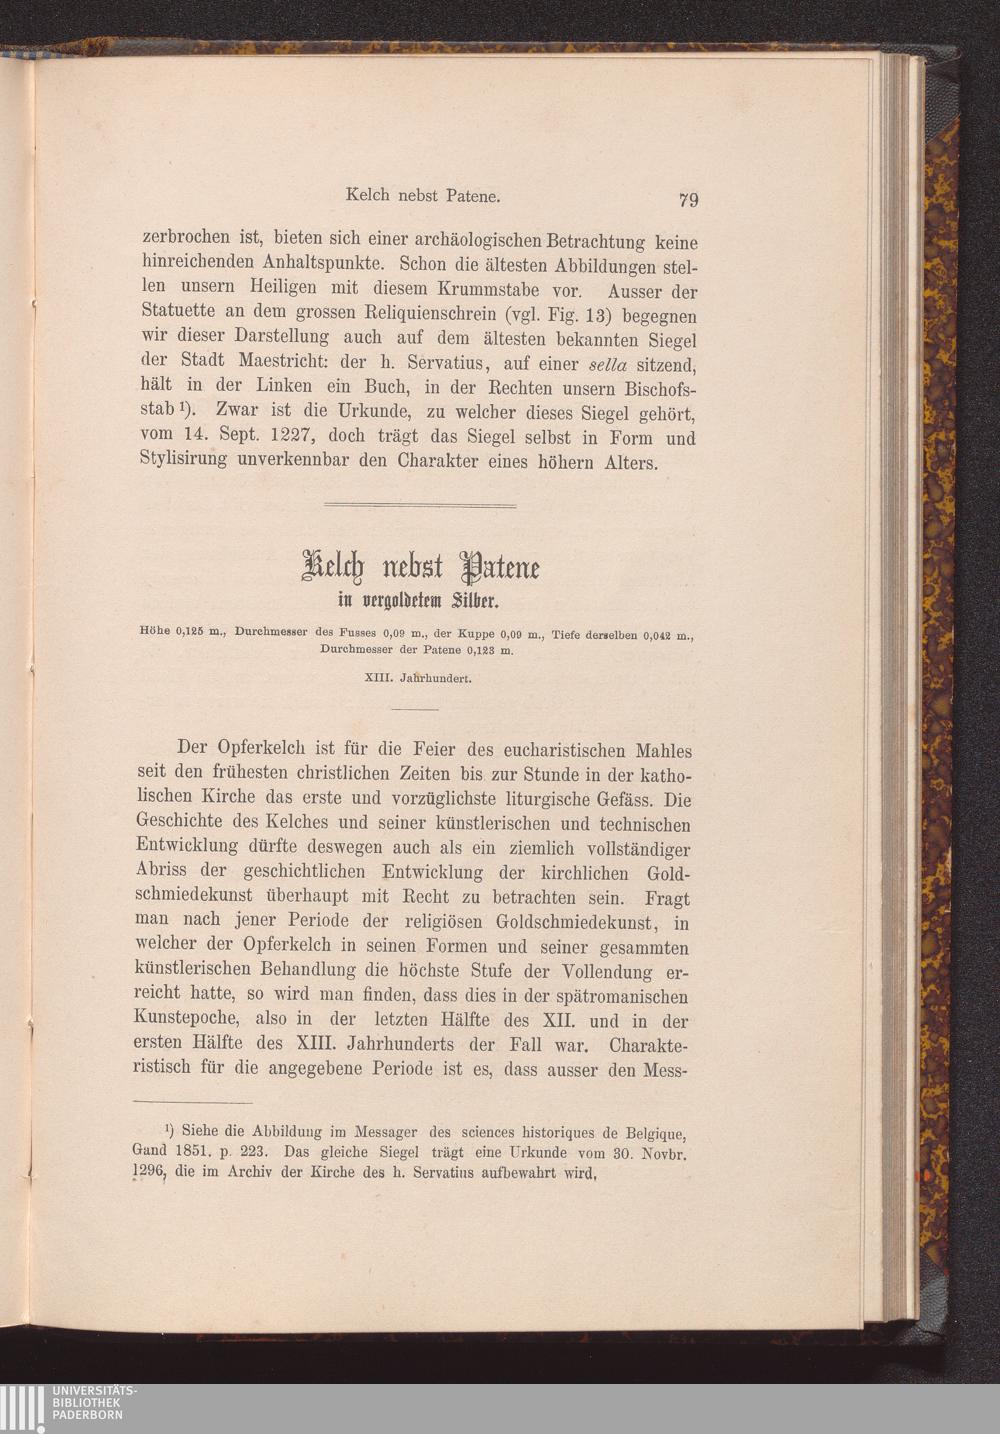 Kelch nebst Patene. 79
zerbrochen ist, bieten sich einer archäologischen Betrachtung keine
hinreichenden Anhaltspunkte. Schon die ältesten Abbildungen stel-
len unsern Heiligen mit diesem Krummstabe vor. Ausser der
Statuette an dem grossen Reliquienschrein (vgl. Fig. 13) begegnen
wir dieser Darstellung auch auf dem ältesten bekannten Siegel
der Stadt Maestricht: der h. Servatius, auf einer sella sitzend,
hält in der Linken ein Buch, in der Rechten unsern Bischofs-
stab ¹). Zwar ist die Urkunde, zu welcher dieses Siegel gehört,
vom 14. Sept. 1227, doch trägt das Siegel selbst in Form und
Stylisirung unverkennbar den Charakter eines höhern Alters.
Kelch nebst Patene
in vergoldetem Silber.
Höhe 0,125 m., Durchmesser des Fusses 0,09 m., der Kuppe 0,09 m., Tiefe derselben 0,042 m.,
Durchmesser der Patene 0,123 m.
XIII. Jahrhundert.
Der Opferkelch ist für die Feier des eucharistischen Mahles
seit den frühesten christlichen Zeiten bis zur Stunde in der katho-
lischen Kirche das erste und vorzüglichste liturgische Gefäss. Die
Geschichte des Kelches und seiner künstlerischen und technischen
Entwicklung dürfte deswegen auch als ein ziemlich vollständiger
Abriss der geschichtlichen Entwicklung der kirchlichen Gold-
schmiedekunst überhaupt mit Recht zu betrachten sein. Fragt
man nach jener Periode der religiösen Goldschmiedekunst, in
welcher der Opferkelch in seinen Formen und seiner gesammten
künstlerischen Behandlung die höchste Stufe der Vollendung er-
reicht hatte, so wird man finden, dass dies in der spätromanischen
Kunstepoche, also in der letzten Hälfte des XII. und in der
ersten Hälfte des XIII. Jahrhunderts der Fall war. Charakte-
ristisch für die angegebene Periode ist es, dass ausser den Mess-
¹) Siehe die Abbildung im Messager des sciences historiques de Belgique,
Gand 1851. p. 223. Das gleiche Siegel trägt eine Urkunde vom 30. Novbr.
1296, die im Archiv der Kirche des h. Servatius aufbewahrt wird,
UNIVERSITÄTS-
BIBLIOTHEK
PADERBORN